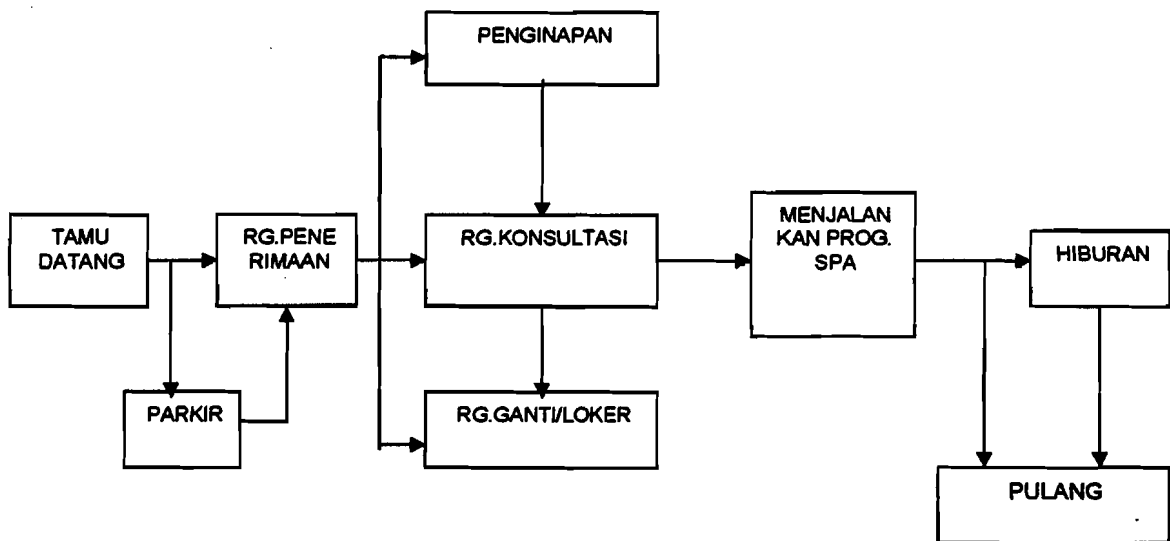 PENGINAPAN
TAMU
DATANG
RG.PENE
RIMAAN
RG.KONSULTASI
MENJALAN
KAN PROG.
SPA
HIBURAN
PARKIR
RG.GANTI/LOKER
PULANG